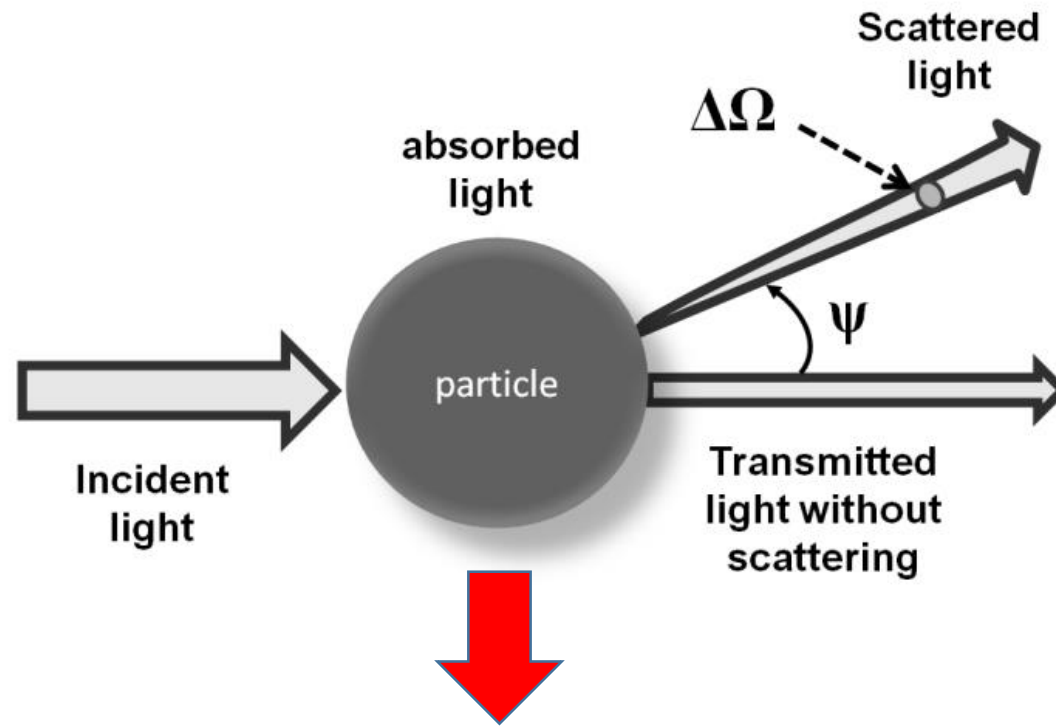 Scattered
light
ΔΩ
absorbed
light
ψ
particle
Incident
light
Transmitted
light without
scattering